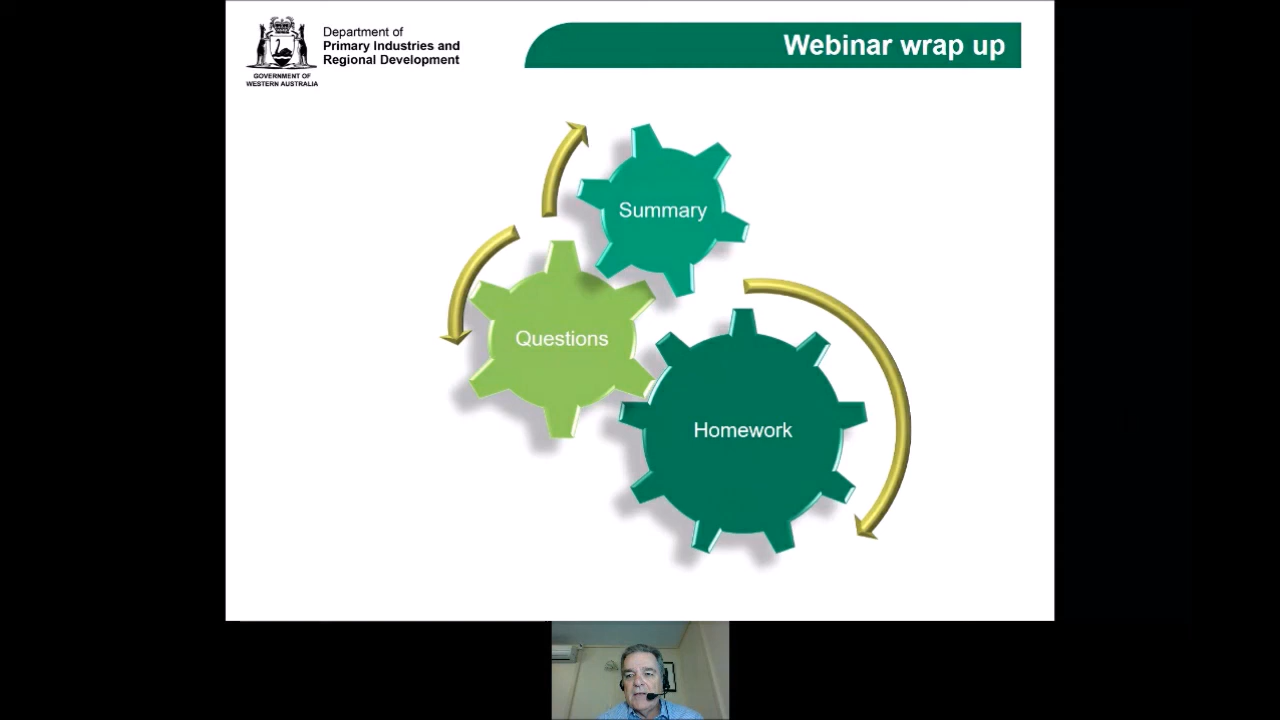 Department of
Primary Industries and
Regional Development
GOVERNMENT OF
WESTERN AUSTRALIA
Webinar wrap up
Summary
Questions
Homework